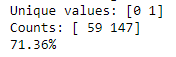 Unique values: [0 1]
Counts: [ 59 147]
71.36%